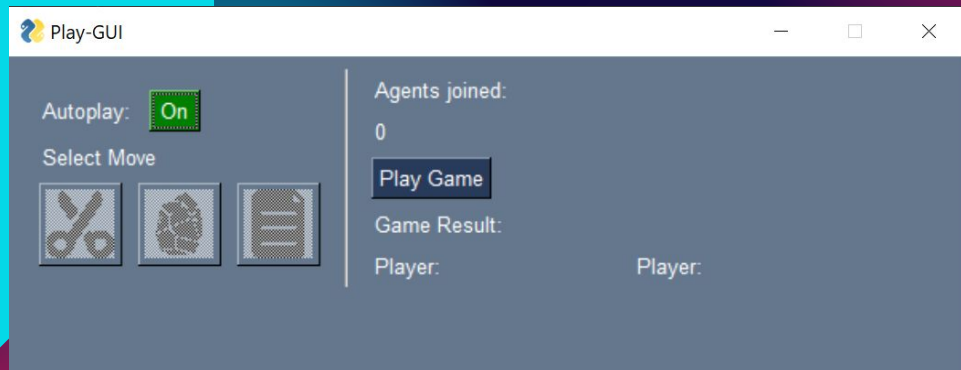 Play-GUI
Autoplay: On
Select Move
Agents joined:
0
Play Game
Game Result:
Player: Player: